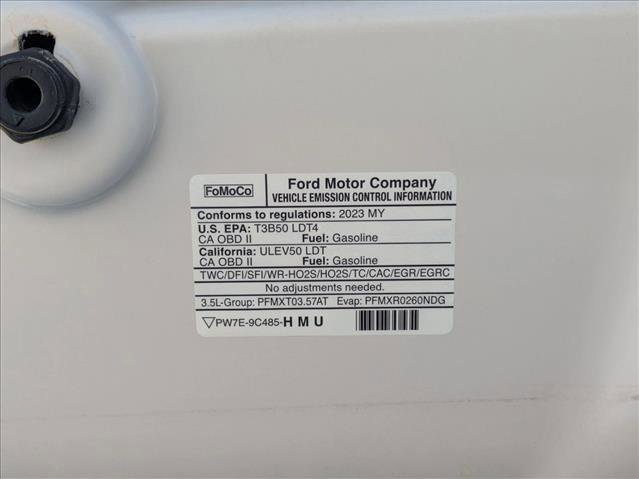 FoMoCo
Ford Motor Company
VEHICLE EMISSION CONTROL INFORMATION
Conforms to regulations: 2023 MY
U.S. EPA: T3B50 LDT4
CA OBD II Fuel: Gasoline
California: ULEV50 LDT
CA OBD II Fuel: Gasoline
TWC/DFI/SFI/WR-HO2S/HO2S/TC/CAC/EGR/EGRC
No adjustments needed.
3.5L-Group: PFMXT03.57AT Evap: PFMXR0260NDG
PW7E-9C485-HMU